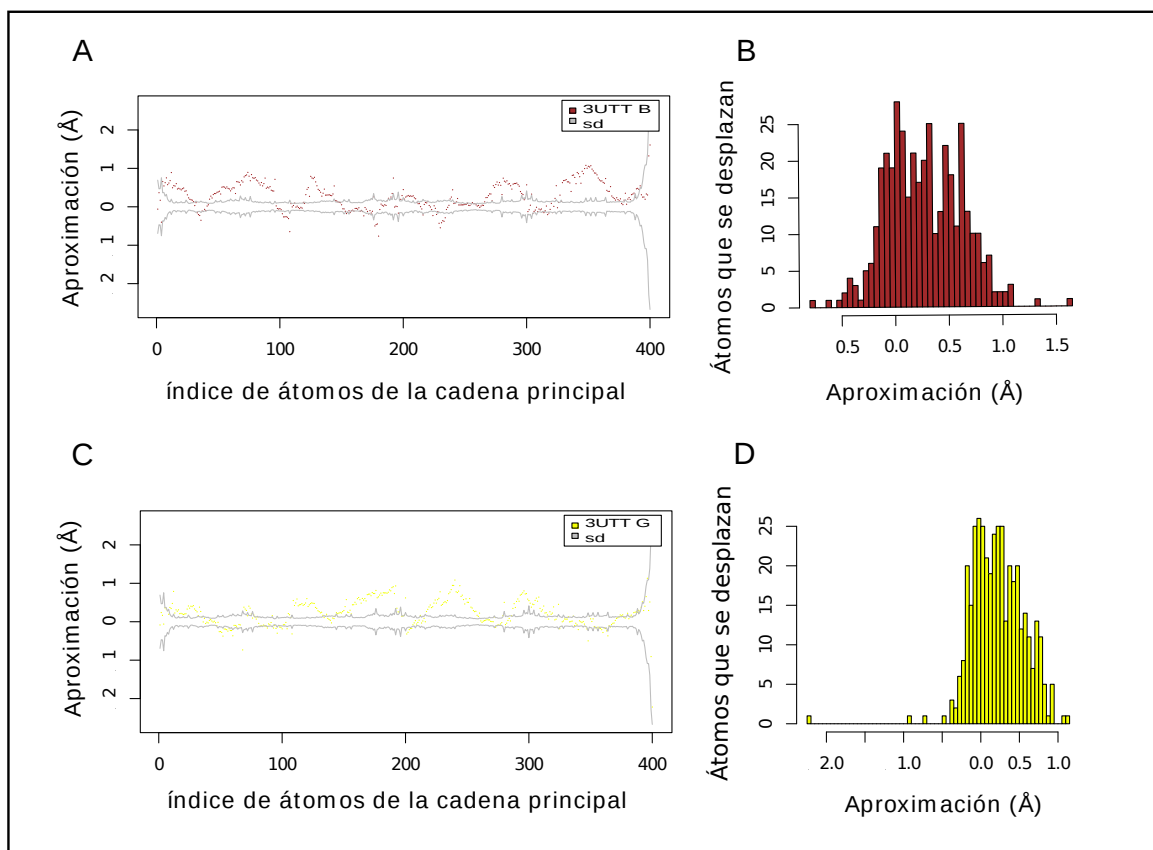 A
Aproximación (Å)
2
1
0
1
2
3UTT B
sd
0
100
200
300
400
índice de átomos de la cadena principal
B
Átomos que se desplazan
25
20
15
10
5
0
0.5
0.0
0.5
1.0
1.5
Aproximación (Å)
C
Aproximación (Å)
2
1
0
1
2
3UTT G
sd
0
100
200
300
400
índice de átomos de la cadena principal
D
Átomos que se desplazan
25
20
15
10
5
0
2.0
1.0
0.0
0.5
1.0
Aproximación (Å)